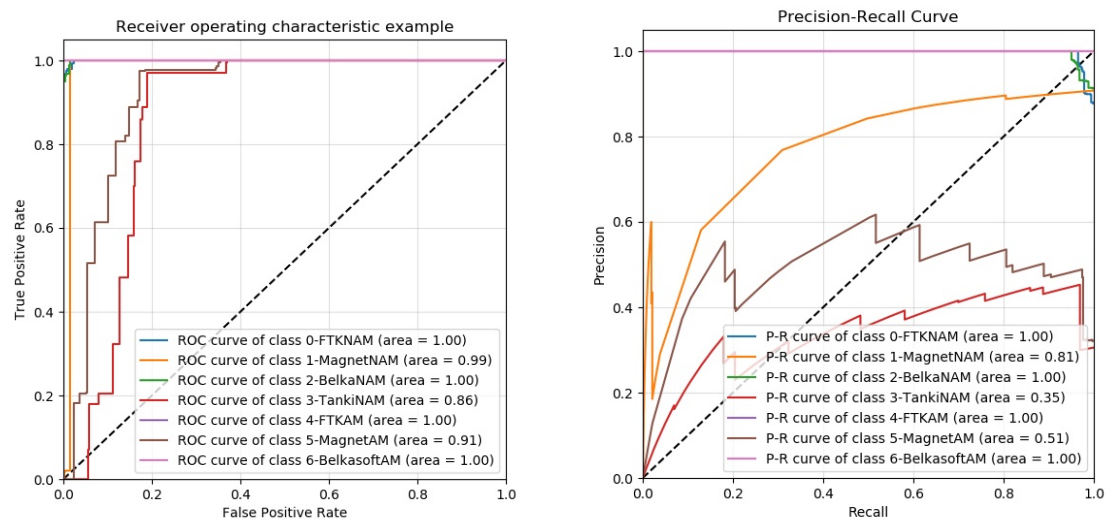 Receiver operating characteristic example
1.0
0.8
0.6
0.4
0.2
0.0
True Positive Rate
ROC curve of class 0-FTKNAM (area = 1.00)
ROC curve of class 1-MagnetNAM (area = 0.99)
ROC curve of class 2-BelkaNAM (area = 1.00)
ROC curve of class 3-TankiNAM (area = 0.86)
ROC curve of class 4-FTKAM (area = 1.00)
ROC curve of class 5-MagnetAM (area = 0.91)
ROC curve of class 6-BelkasoftAM (area = 1.00)
0.0 0.2 0.4 0.6 0.8 1.0
False Positive Rate
Precision-Recall Curve
1.0
0.8
0.6
0.4
0.2
0.0
Precision
P-R curve of class 0-FTKNAM (area = 1.00)
P-R curve of class 1-MagnetNAM (area = 0.81)
P-R curve of class 2-BelkaNAM (area = 1.00)
P-R curve of class 3-TankiNAM (area = 0.35)
P-R curve of class 4-FTKAM (area = 1.00)
P-R curve of class 5-MagnetAM (area = 0.51)
P-R curve of class 6-BelkasoftAM (area = 1.00)
0.0 0.2 0.4 0.6 0.8 1.0
Recall